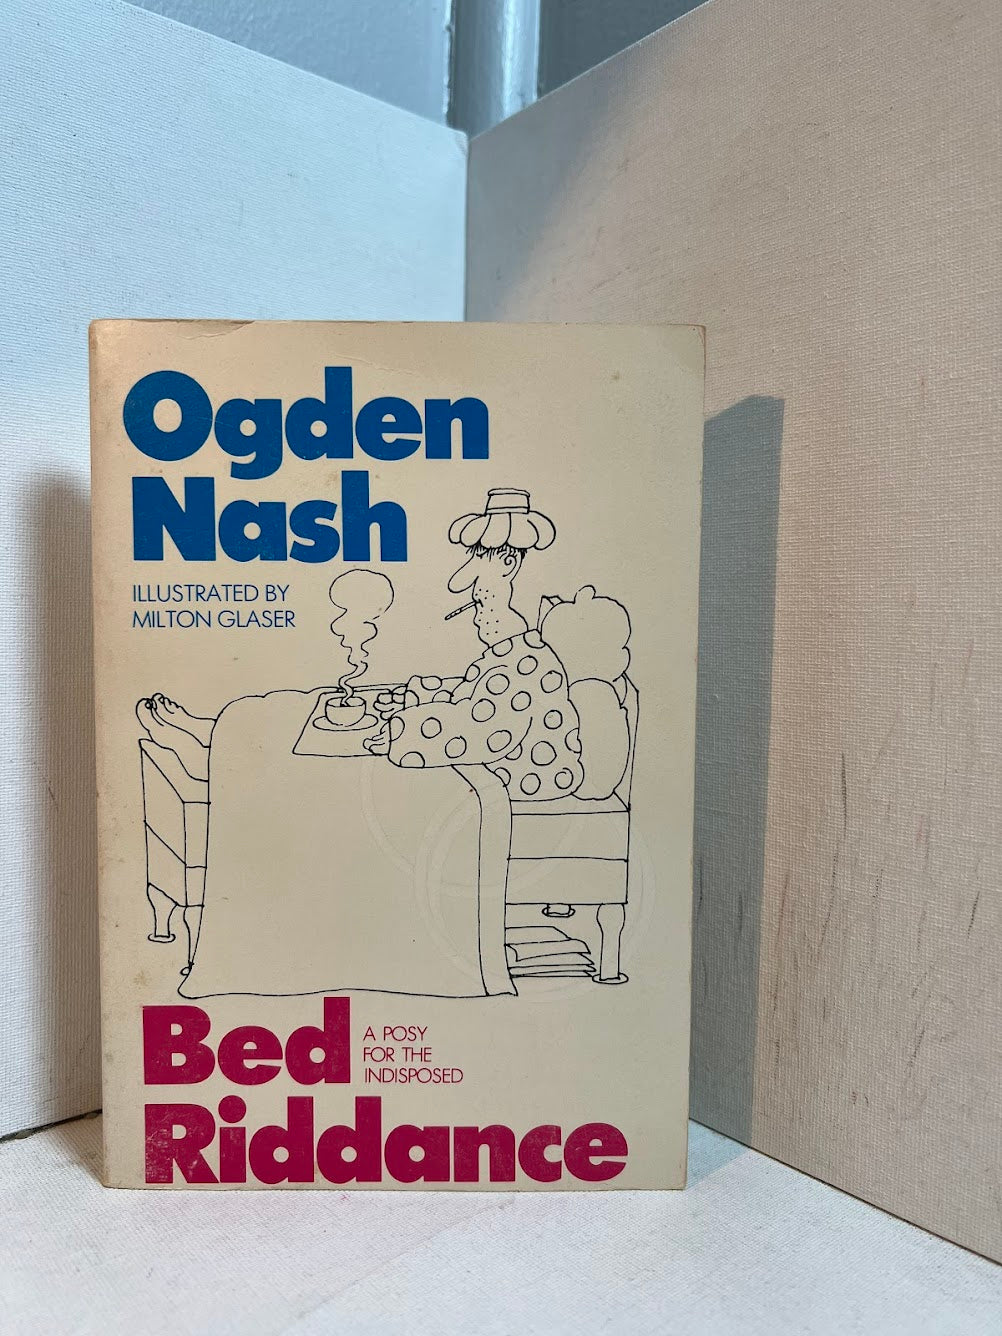 Ogden
Nash
ILLUSTRATED BY
MILTON GLASER
Bed
A POSY
FOR THE
INDISPOSED
Riddance